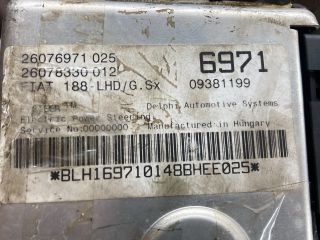 26076971 025 6971
26078330 012
FIAT 188-LHD/G.Sx 09381199
TM Delphi Automotive Systems
Electric Power Steering
Service No:00000000 Manufactured in Hungary
*BLH169710148BHEE025*